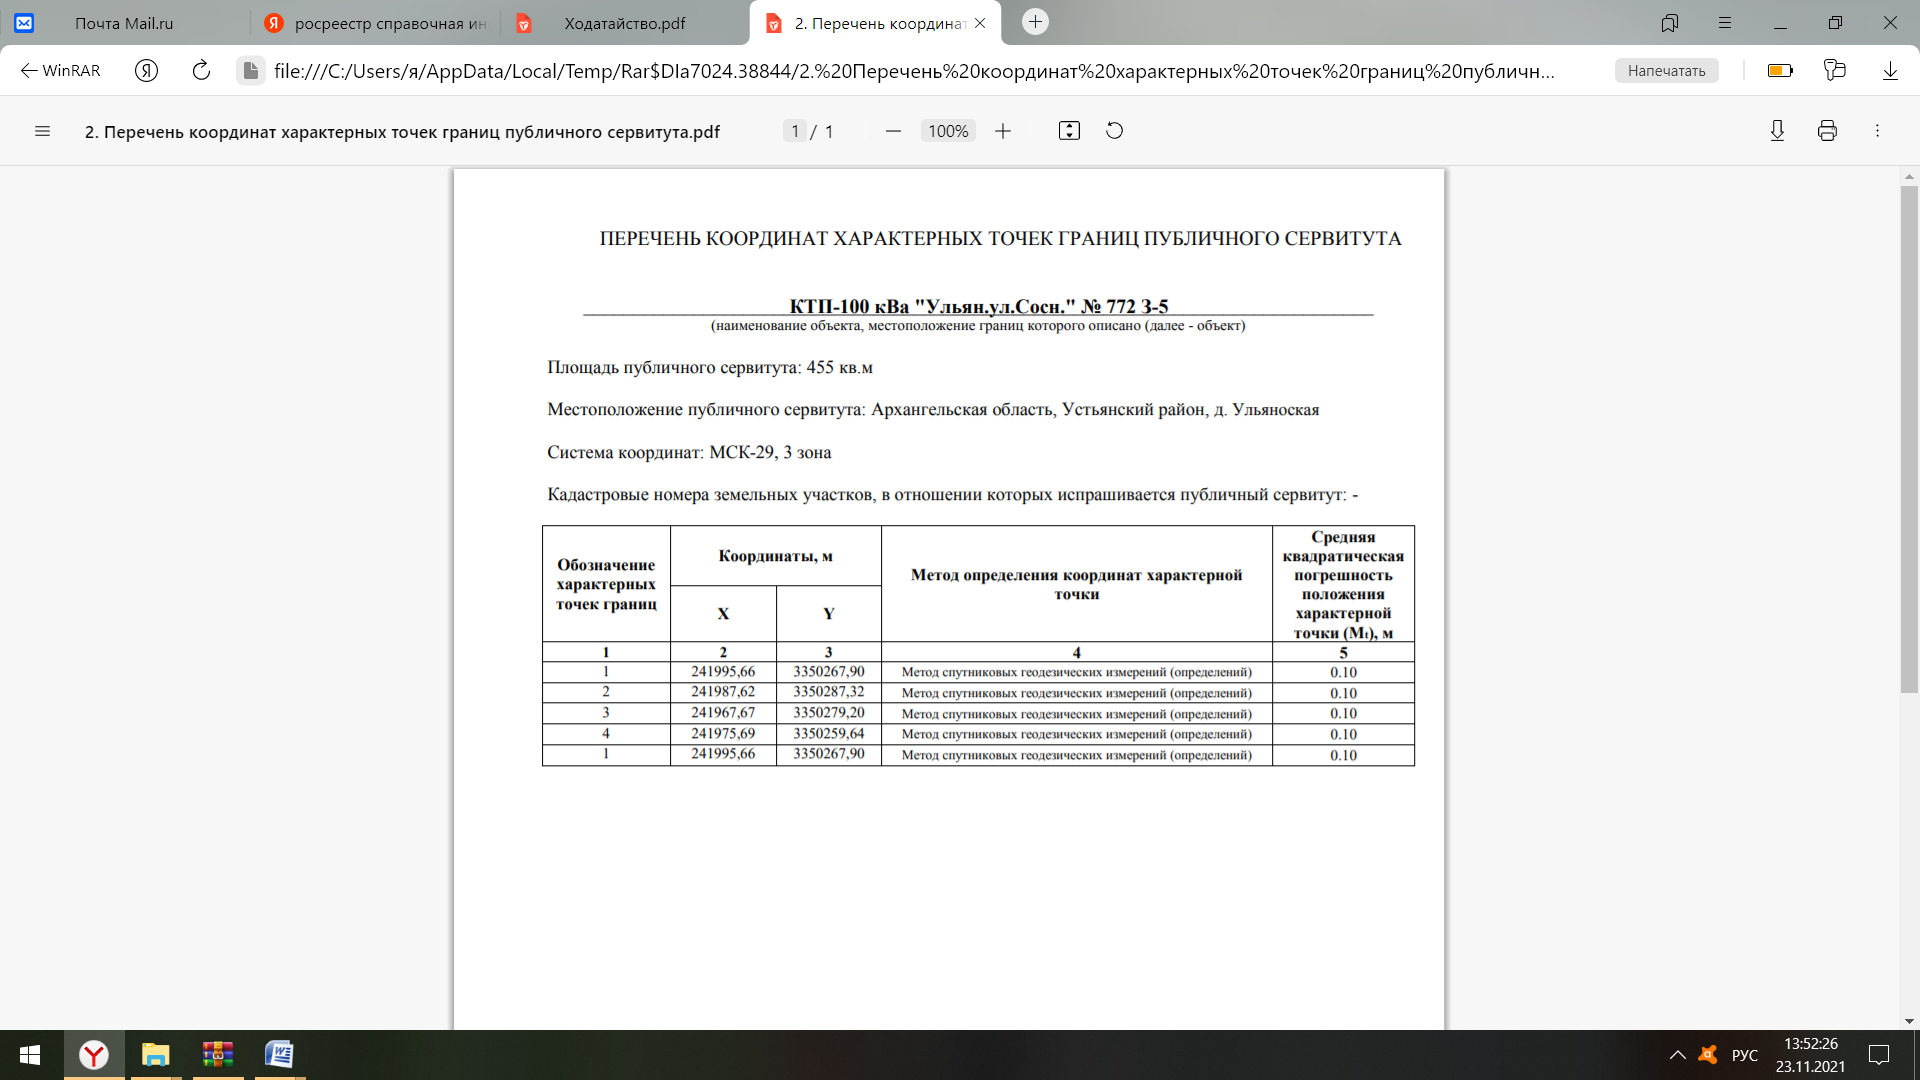 Почта Mail.ru
росреестр справочная ин
Ходатайство.pdf
2. Перечень координат
WinRAR
file:///C:/Users/я/AppData/Local/Temp/Rar$DIa7024.38844/2.%20Перечень%20координат%20характерных%20точек%20границ%20публичн...
Напечатать
2. Перечень координат характерных точек границ публичного сервитута.pdf
1 / 1
100%
ПЕРЕЧЕНЬ КООРДИНАТ ХАРАКТЕРНЫХ ТОЧЕК ГРАНИЦ ПУБЛИЧНОГО СЕРВИТУТА
КТП-100 кВа "Ульян.ул.Сосн." № 772 З-5
(наименование объекта, местоположение границ которого описано (далее - объект)
Площадь публичного сервитута: 455 кв.м
Местоположение публичного сервитута: Архангельская область, Устьянский район, д. Ульяноская
Система координат: МСК-29, 3 зона
Кадастровые номера земельных участков, в отношении которых испрашивается публичный сервитут: -
Обозначение
характерных
точек границ
Координаты, м
X
Y
Метод определения координат характерной
точки
Средняя
квадратическая
погрешность
положения
характерной
точки (Mt), м
1 2 3 4 5
1 241995,66 3350267,90 Метод спутниковых геодезических измерений (определений) 0.10
2 241987,62 3350287,32 Метод спутниковых геодезических измерений (определений) 0.10
3 241967,67 3350279,20 Метод спутниковых геодезических измерений (определений) 0.10
4 241975,69 3350259,64 Метод спутниковых геодезических измерений (определений) 0.10
1 241995,66 3350267,90 Метод спутниковых геодезических измерений (определений) 0.10
РУС
13:52:26
23.11.2021